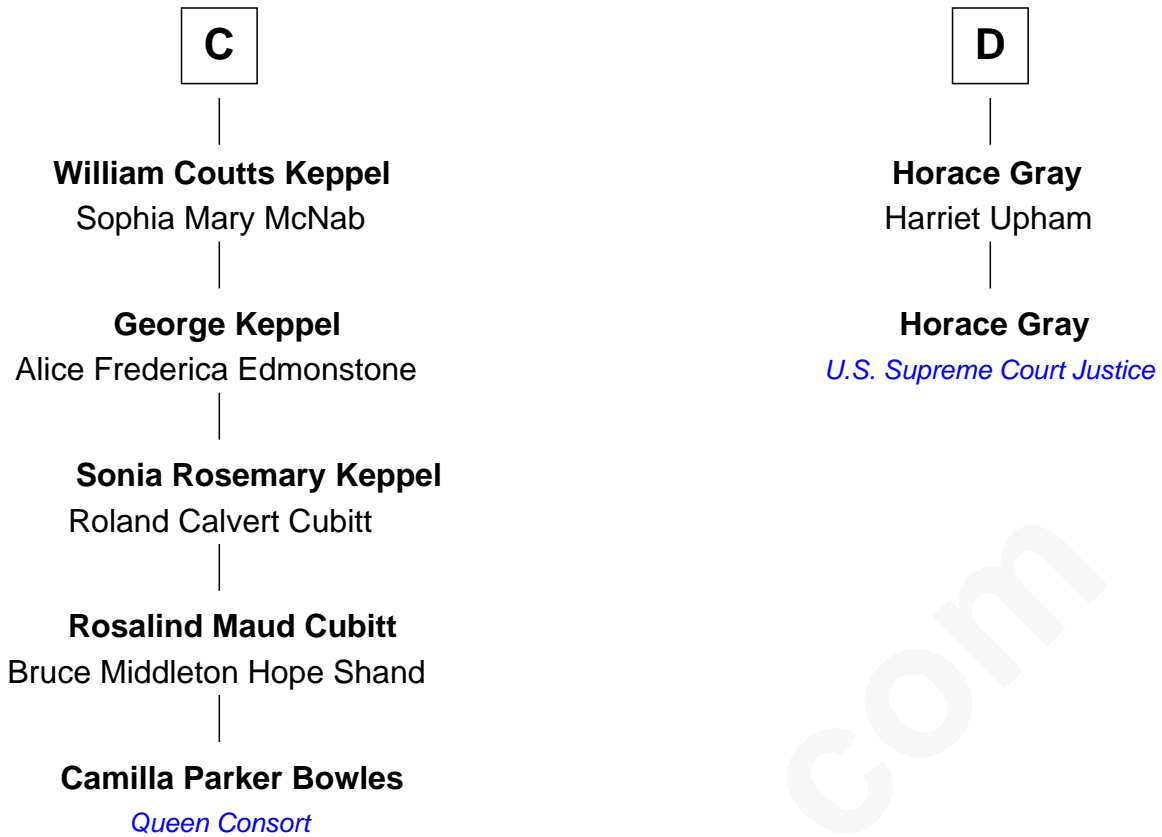 C
William Coutts Keppel
Sophia Mary McNab
George Keppel
Alice Frederica Edmonstone
Sonia Rosemary Keppel
Roland Calvert Cubitt
Rosalind Maud Cubitt
Bruce Middleton Hope Shand
Camilla Parker Bowles
Queen Consort
D
Horace Gray
Harriet Upham
Horace Gray
U.S. Supreme Court Justice
com